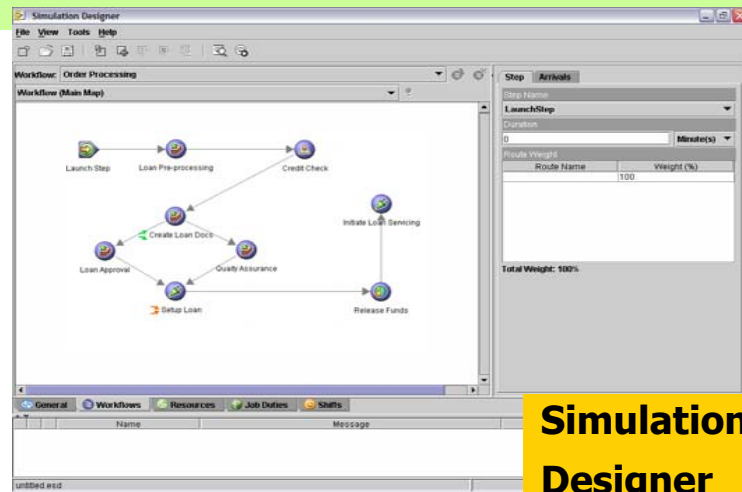 Simulation Designer
File View Tools Help
Workflow: Order Processing
Workflow (Main Map)
Launch Step
Loan Pre-processing
Credit Check
Create Loan Docs
Initiate Loan Servicing
Loan Approval
Quality Assurance
Setup Loan
Release Funds
Step Arrivals
Step Name
LaunchStep
Duration
0 Minute(s)
Route Weight
Route Name Weight (%)
100
Total Weight: 100%
General Workflows Resources Job Duties Shifts
Name Message
untitled.esd
Simulation
Designer